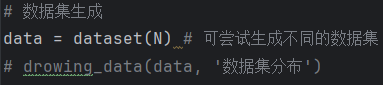 # 数据集生成
data = dataset(N) # 可尝试生成不同的数据集
# drowing_data(data, '数据集分布')